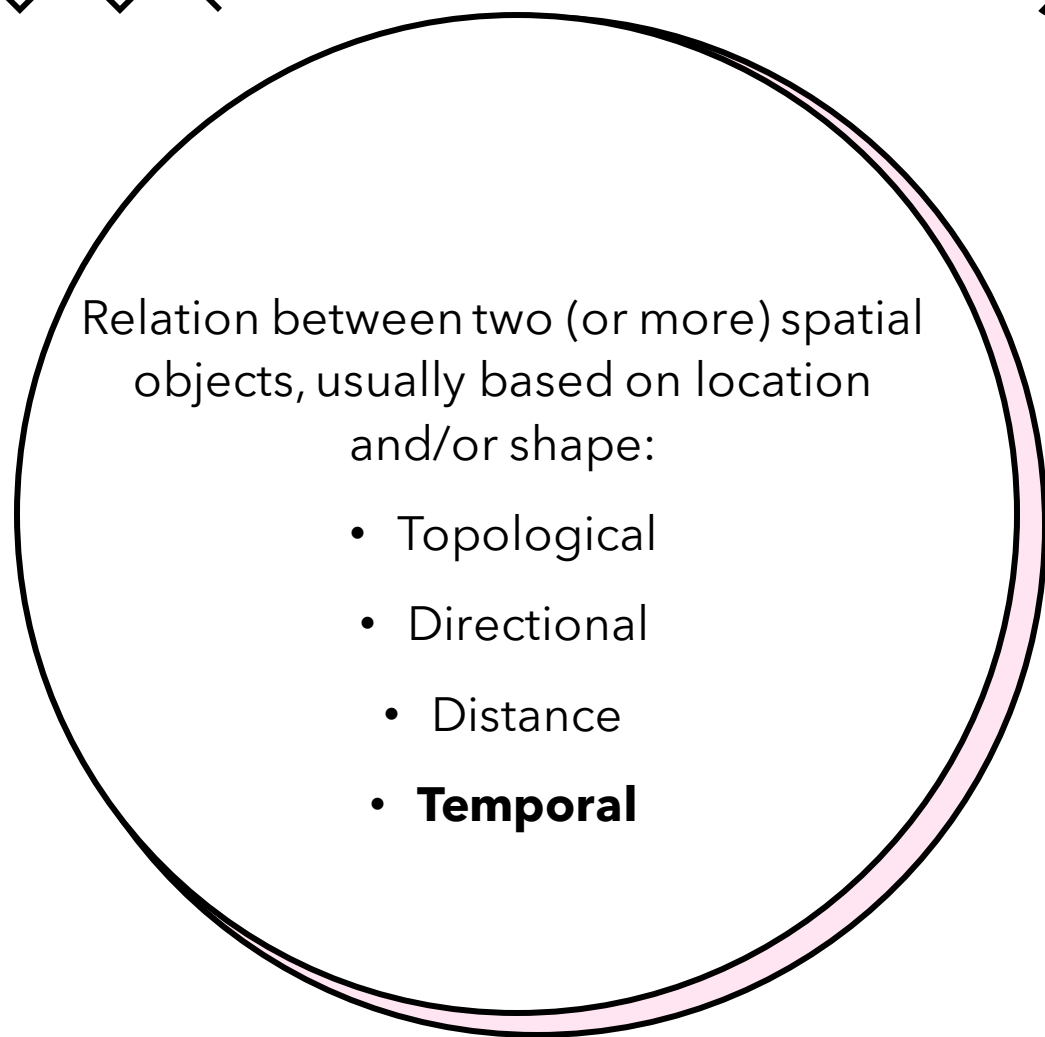 Relation between two (or more) spatial
objects, usually based on location
and/or shape:
• Topological
• Directional
• Distance
• Temporal